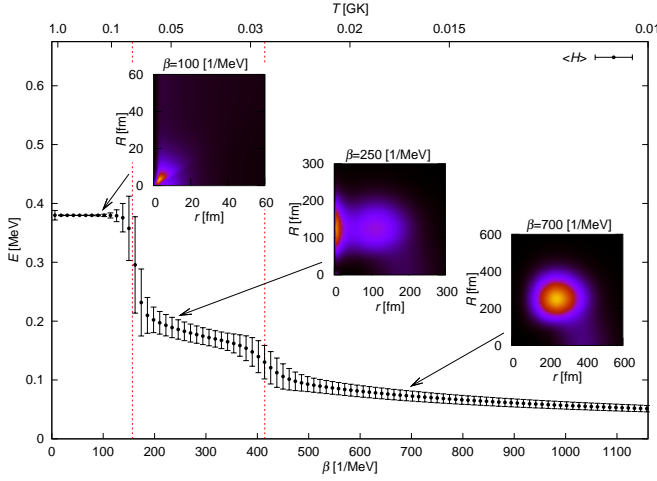 T [GK]
1.0 0.1 0.05 0.03 0.02 0.015 0.01
<H>
β=100 [1/MeV]
60
40
20
0
R [fm]
0 20 40 60
r [fm]
β=250 [1/MeV]
300
200
100
0
R [fm]
0 100 200 300
r [fm]
β=700 [1/MeV]
600
400
200
0
R [fm]
0 200 400 600
r [fm]
0.6
0.5
0.4
0.3
0.2
0.1
0
E [MeV]
0 100 200 300 400 500 600 700 800 900 1000 1100
β [1/MeV]